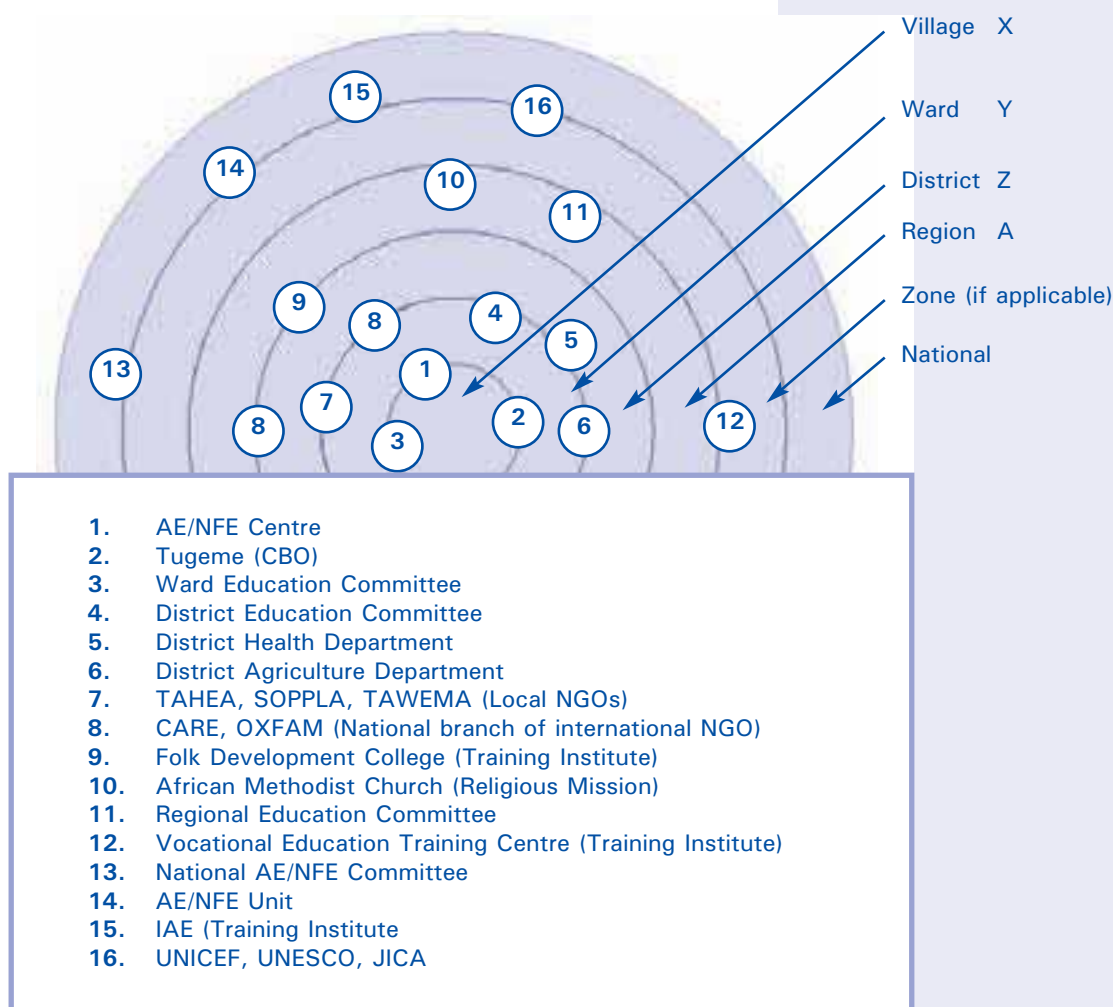 Village X
Ward Y
District Z
Region A
Zone (if applicable)
National
15
16
14
10
11
9
8
4
5
13
1
7
2
12
8
6
3
1. AE/NFE Centre
2. Tugeme (CBO)
3. Ward Education Committee
4. District Education Committee
5. District Health Department
6. District Agriculture Department
7. TAHEA, SOPPLA, TAWEMA (Local NGOs)
8. CARE, OXFAM (National branch of international NGO)
9. Folk Development College (Training Institute)
10. African Methodist Church (Religious Mission)
11. Regional Education Committee
12. Vocational Education Training Centre (Training Institute)
13. National AE/NFE Committee
14. AE/NFE Unit
15. IAE (Training Institute
16. UNICEF, UNESCO, JICA